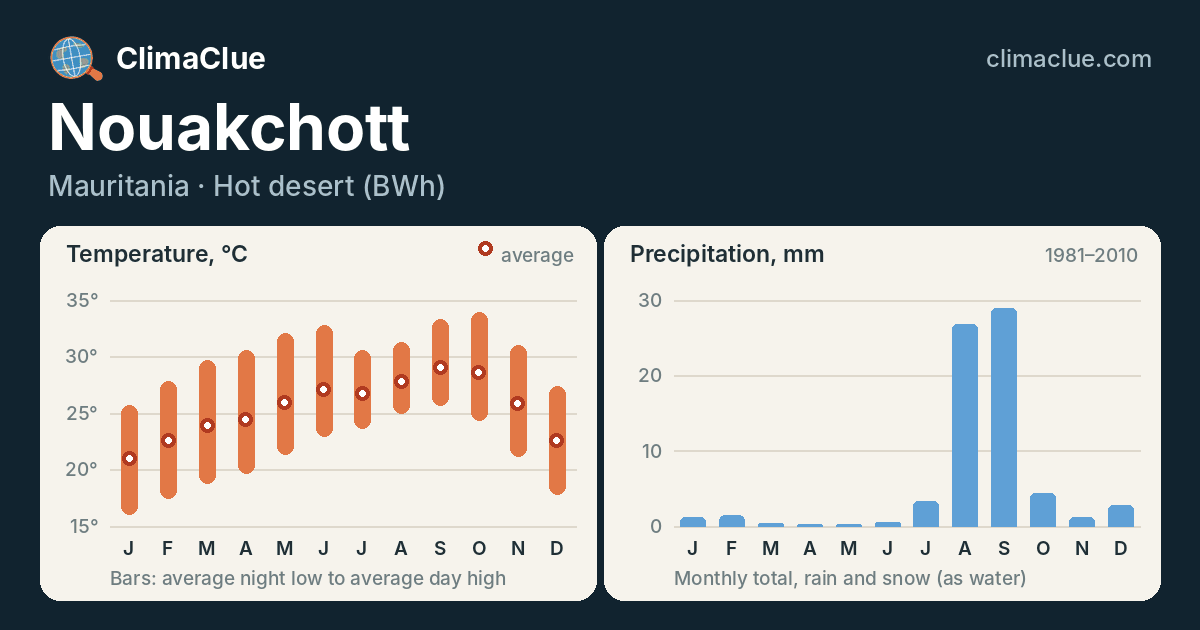 ClimaClue
climaclue.com
Nouakchott
Mauritania · Hot desert (BWh)
Temperature, °C
average
35°
30°
25°
20°
15°
J F M A M J J A S O N D
Bars: average night low to average day high
Precipitation, mm
1981–2010
30
20
10
0
J F M A M J J A S O N D
Monthly total, rain and snow (as water)